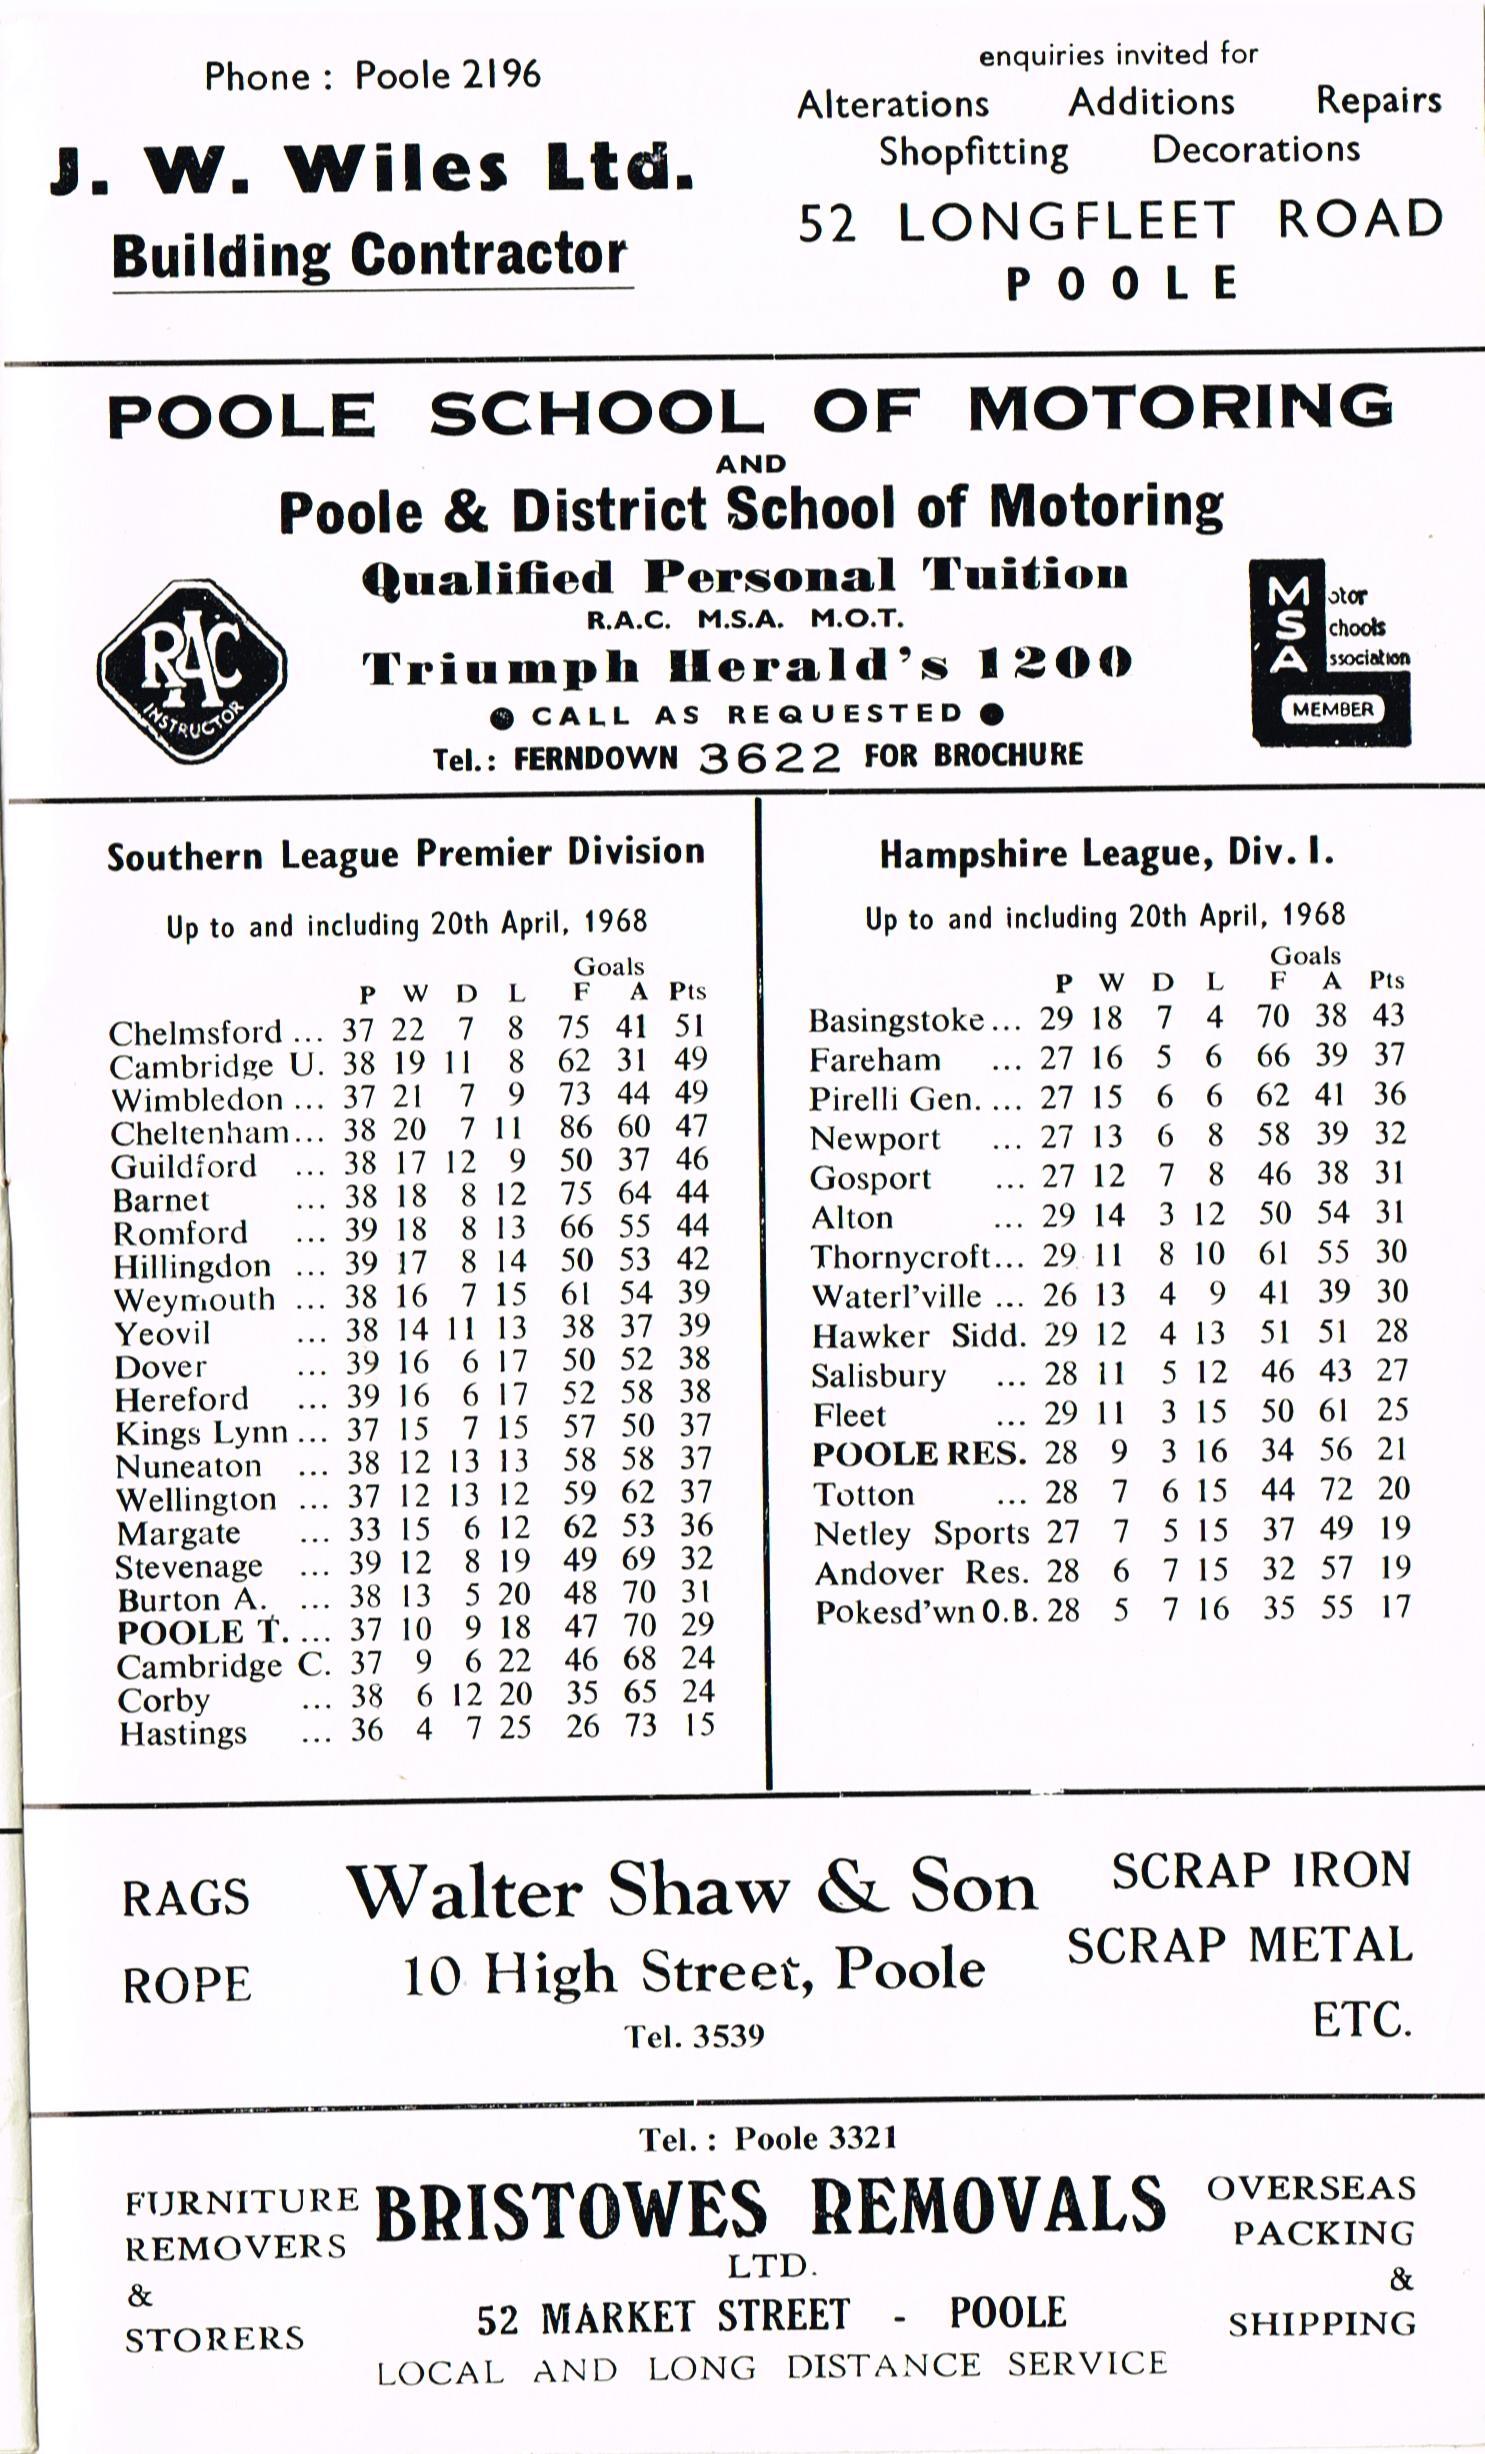 Phone : Poole 2196
J. W. Wiles Ltd.
Building Contractor
enquiries invited for
Alterations Additions Repairs
Shopfitting Decorations
52 LONGFLEET ROAD
POOLE
POOLE SCHOOL OF MOTORING
AND
Poole & District School of Motoring
Qualified Personal Tuition
R.A.C. M.S.A. M.O.T.
Triumph Herald's 1200
● CALL AS REQUESTED ●
Tel.: FERNDOWN 3622 FOR BROCHURE
RAC
INSTRUCTOR
Motor
Schools
Association
MEMBER
Southern League Premier Division
Up to and including 20th April, 1968
Goals
P W D L F A Pts
Chelmsford ... 37 22 7 8 75 41 51
Cambridge U. 38 19 11 8 62 31 49
Wimbledon ... 37 21 7 9 73 44 49
Cheltenham... 38 20 7 11 86 60 47
Guildford ... 38 17 12 9 50 37 46
Barnet ... 38 18 8 12 75 64 44
Romford ... 39 18 8 13 66 55 44
Hillingdon ... 39 17 8 14 50 53 42
Weymouth ... 38 16 7 15 61 54 39
Yeovil ... 38 14 11 13 38 37 39
Dover ... 39 16 6 17 50 52 38
Hereford ... 39 16 6 17 52 58 38
Kings Lynn ... 37 15 7 15 57 50 37
Nuneaton ... 38 12 13 13 58 58 37
Wellington ... 37 12 13 12 59 62 37
Margate ... 33 15 6 12 62 53 36
Stevenage ... 39 12 8 19 49 69 32
Burton A. ... 38 13 5 20 48 70 31
POOLE T. ... 37 10 9 18 47 70 29
Cambridge C. 37 9 6 22 46 68 24
Corby ... 38 6 12 20 35 65 24
Hastings ... 36 4 7 25 26 73 15
Hampshire League, Div. I.
Up to and including 20th April, 1968
Goals
P W D L F A Pts
Basingstoke... 29 18 7 4 70 38 43
Fareham ... 27 16 5 6 66 39 37
Pirelli Gen. ... 27 15 6 6 62 41 36
Newport ... 27 13 6 8 58 39 32
Gosport ... 27 12 7 8 46 38 31
Alton ... 29 14 3 12 50 54 31
Thornycroft... 29 11 8 10 61 55 30
Waterl'ville ... 26 13 4 9 41 39 30
Hawker Sidd. 29 12 4 13 51 51 28
Salisbury ... 28 11 5 12 46 43 27
Fleet ... 29 11 3 15 50 61 25
POOLE RES. 28 9 3 16 34 56 21
Totton ... 28 7 6 15 44 72 20
Netley Sports 27 7 5 15 37 49 19
Andover Res. 28 6 7 15 32 57 19
Pokesd'wn O.B. 28 5 7 16 35 55 17
RAGS
ROPE
Walter Shaw & Son
10 High Street, Poole
Tel. 3539
SCRAP IRON
SCRAP METAL
ETC.
Tel. : Poole 3321
FURNITURE
REMOVERS
&
STORERS
BRISTOWES REMOVALS
LTD.
52 MARKET STREET - POOLE
LOCAL AND LONG DISTANCE SERVICE
OVERSEAS
PACKING
&
SHIPPING